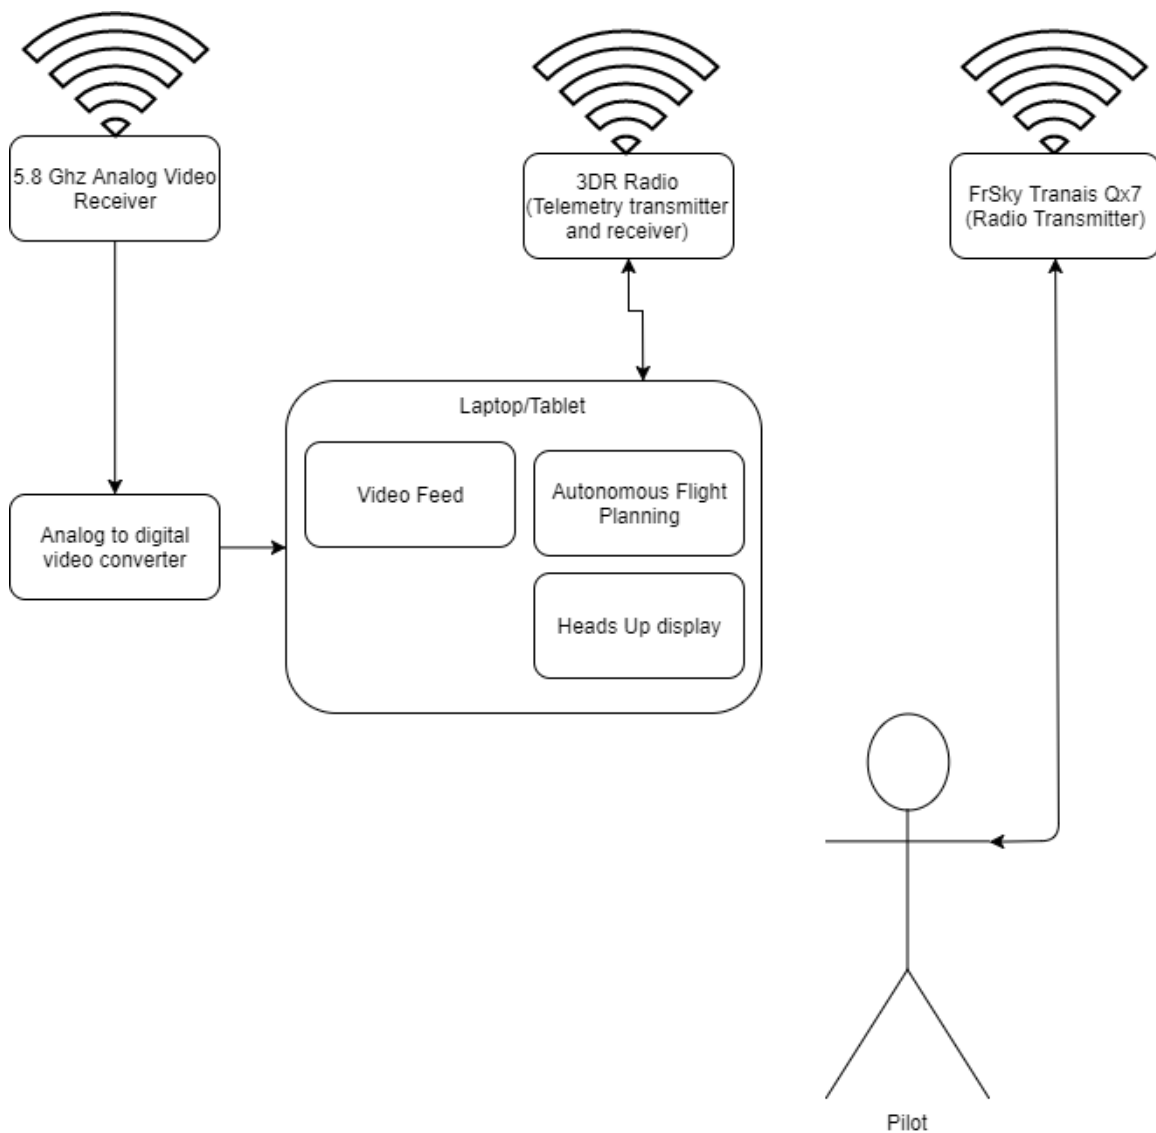 5.8 Ghz Analog Video
Receiver
3DR Radio
(Telemetry transmitter
and receiver)
FrSky Tranais Qx7
(Radio Transmitter)
Laptop/Tablet
Video Feed
Autonomous Flight
Planning
Analog to digital
video converter
Heads Up display
Pilot